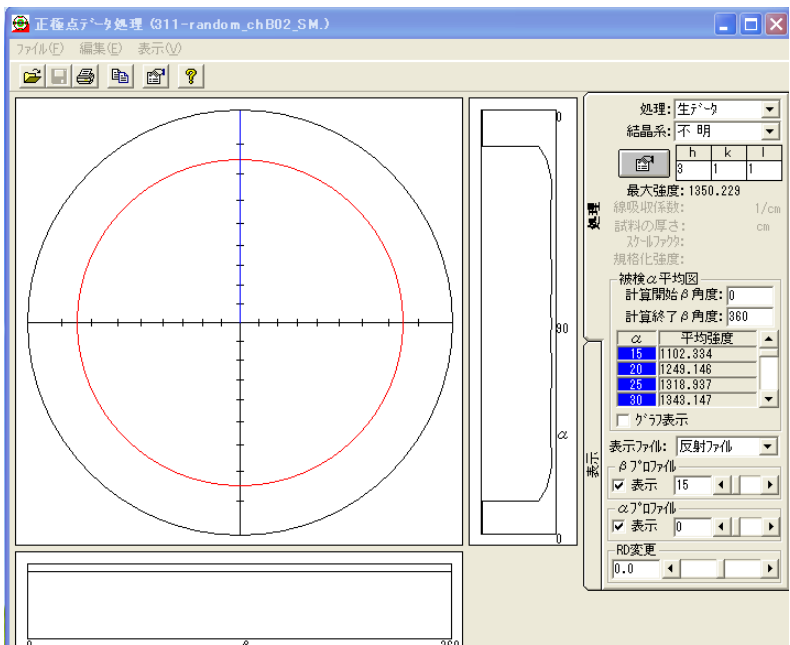 正極点データ処理 (311-random_chB02_SM.)
ファイル(F) 編集(E) 表示(V)
処理: 生データ
結晶系: 不明
h k l
3 1 1
最大強度: 1350.229
線吸収係数: 1/cm
試料の厚さ: cm
スケールファクタ:
規格化強度:
被検α平均図
計算開始β角度: 0
計算終了β角度: 360
α 平均強度
15 1102.334
20 1249.146
25 1318.937
30 1343.147
グラフ表示
表示ファイル: 反射ファイル
βプロファイル
表示 15
αプロファイル
表示 0
RD変更
0.0
処理
表示
0
90
α
0
0 β 360